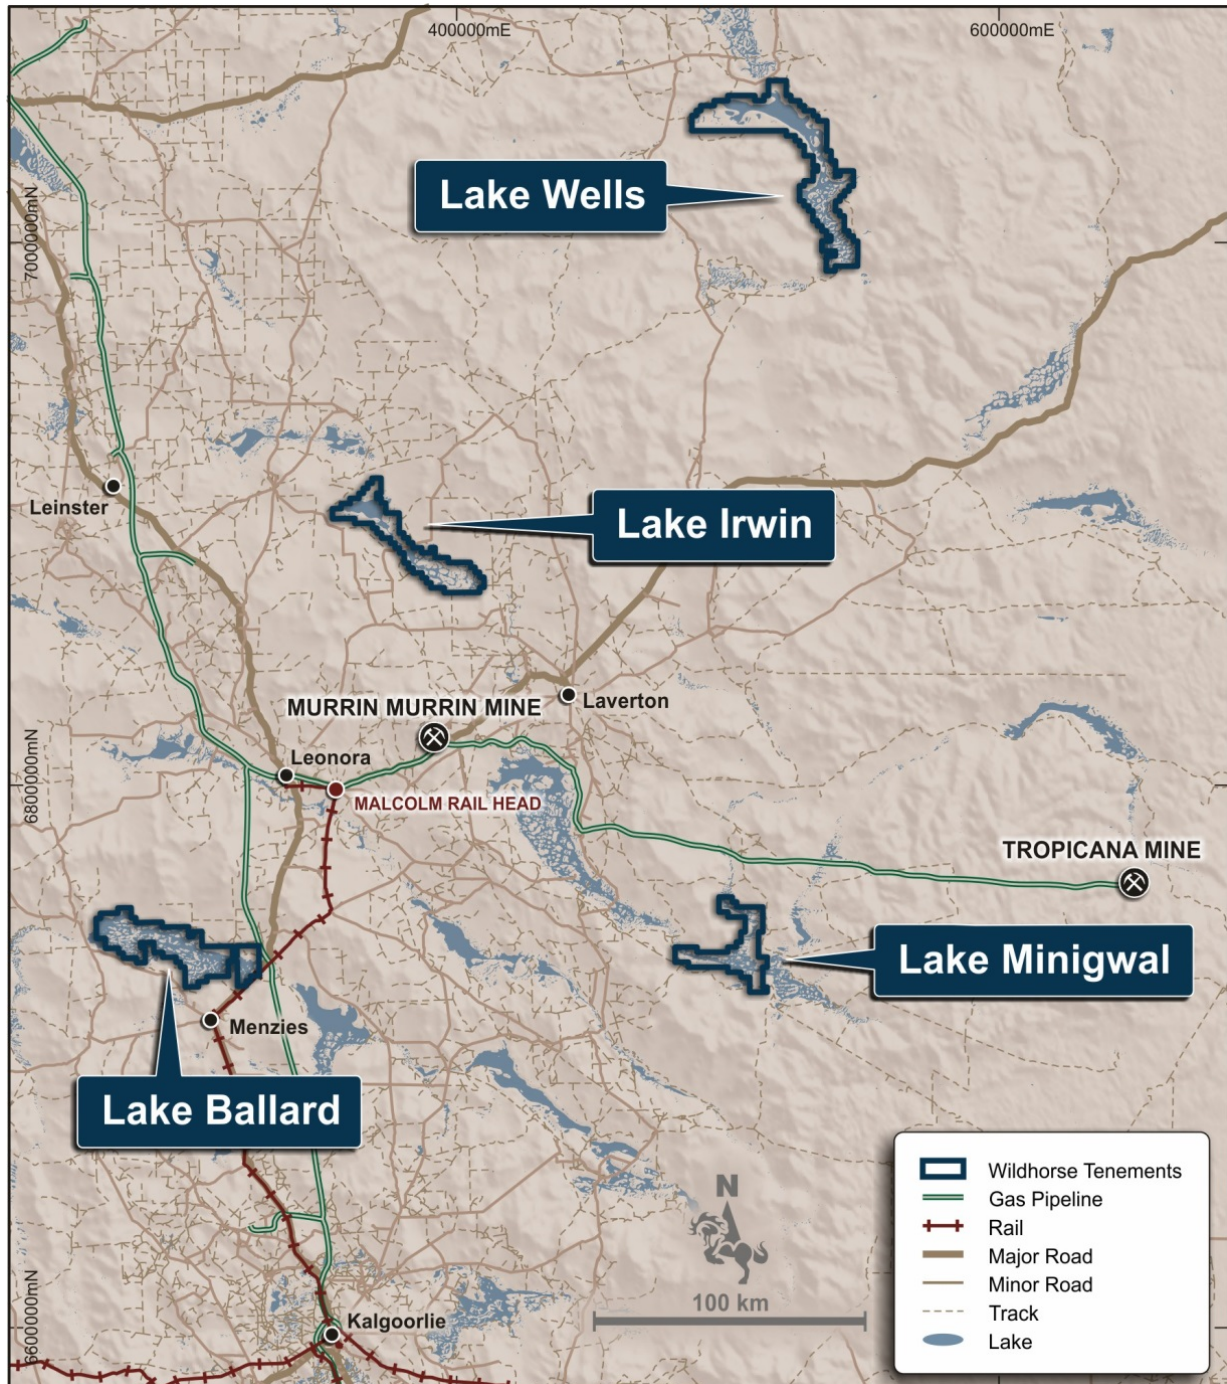 400000mE
600000mE
Lake Wells
7000000mN
Leinster
Lake Irwin
Laverton
MURRIN MURRIN MINE
Leonora
6800000mN
MALCOLM RAIL HEAD
TROPICANA MINE
Lake Minigwal
Menzies
Lake Ballard
N
100 km
Kalgoorlie
6600000mN
Wildhorse Tenements
Gas Pipeline
Rail
Major Road
Minor Road
Track
Lake